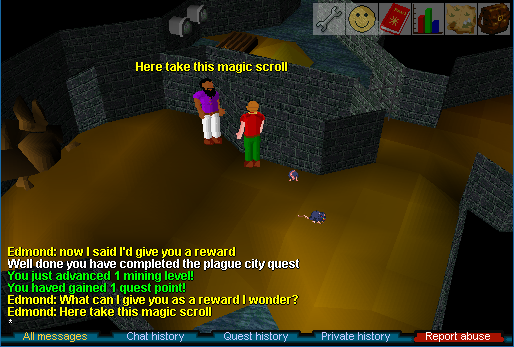 Here take this magic scroll
Edmond: now I said I'd give you a reward
Well done you have completed the plague city quest
You just advanced 1 mining level!
You haved gained 1 quest point!
Edmond: What can I give you as a reward I wonder?
Edmond: Here take this magic scroll
*
All messages Chat history Quest history Private history Report abuse